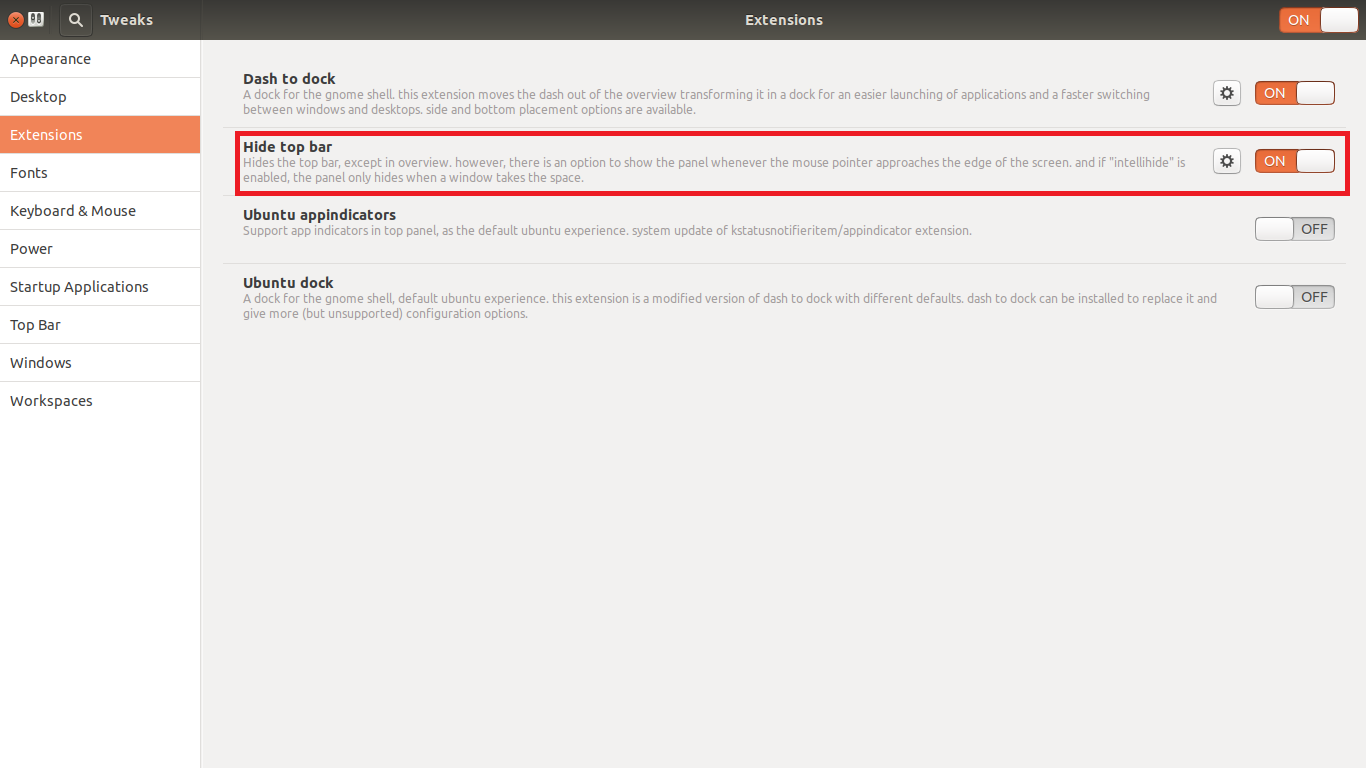 Tweaks
Extensions
ON
Appearance
Desktop
Extensions
Fonts
Keyboard & Mouse
Power
Startup Applications
Top Bar
Windows
Workspaces
Dash to dock
A dock for the gnome shell. this extension moves the dash out of the overview transforming it in a dock for an easier launching of applications and a faster switching
between windows and desktops. side and bottom placement options are available.
ON
Hide top bar
Hides the top bar, except in overview. however, there is an option to show the panel whenever the mouse pointer approaches the edge of the screen. and if "intellihide" is
enabled, the panel only hides when a window takes the space.
ON
Ubuntu appindicators
Support app indicators in top panel, as the default ubuntu experience. system update of kstatusnotifieritem/appindicator extension.
OFF
Ubuntu dock
A dock for the gnome shell, default ubuntu experience. this extension is a modified version of dash to dock with different defaults. dash to dock can be installed to replace it and
give more (but unsupported) configuration options.
OFF